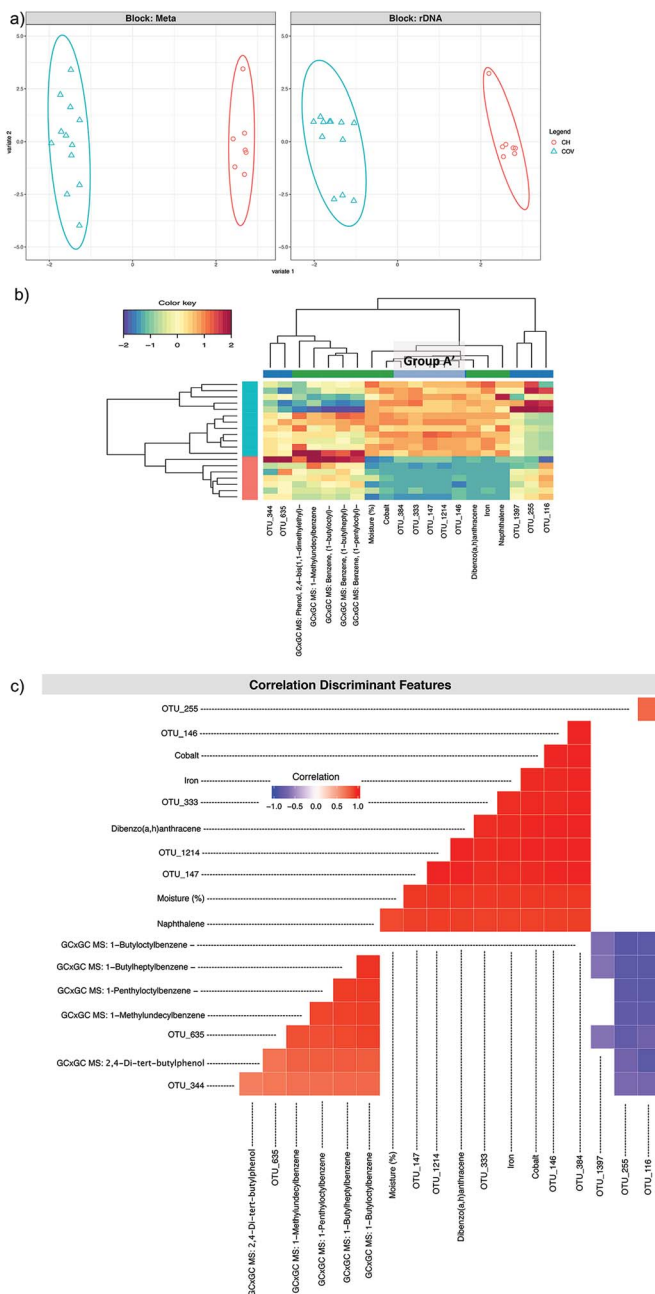 a)
Block: Meta
Block: rDNA
5.0
2.5
0.0
-2.5
-5.0
variate 2
-2
0
2
-2
0
2
variate 1
Legend
CH
COV
b)
Color key
-2 -1 0 1 2
Group A'
OTU_344
OTU_635
GCxGC MS: Phenol, 2,4-bis(1,1-dimethylethyl)-
GCxGC MS: 1-Methylundecylbenzene
GCxGC MS: Benzene, (1-butyloctyl)-
GCxGC MS: Benzene, (1-butylheptyl)-
GCxGC MS: Benzene, (1-pentyloctyl)-
Moisture (%)
Cobalt
OTU_384
OTU_333
OTU_147
OTU_1214
OTU_146
Dibenzo(a,h)anthracene
Iron
Napththalene
OTU_1397
OTU_255
OTU_116
c)
Correlation Discriminant Features
OTU_255
OTU_146
Cobalt
Iron
OTU_333
Dibenzo(a,h)anthracene
OTU_1214
OTU_147
Moisture (%)
Naphthalene
GCxGC MS: 1-Butyloctylbenzene
GCxGC MS: 1-Butylheptylbenzene
GCxGC MS: 1-Penthyloctylbenzene
GCxGC MS: 1-Methylundecylbenzene
OTU_635
GCxGC MS: 2,4-Di-tert-butylphenol
OTU_344
Correlation
-1.0 -0.5 0.0 0.5 1.0
GCxGC MS: 2,4-Di-tert-butylphenol
OTU_635
GCxGC MS: 1-Methylundecylbenzene
GCxGC MS: 1-Penthyloctylbenzene
GCxGC MS: 1-Butylheptylbenzene
GCxGC MS: 1-Butyloctylbenzene
Moisture (%)
OTU_147
OTU_1214
Dibenzo(a,h)anthracene
OTU_333
Iron
Cobalt
OTU_146
OTU_384
OTU_1397
OTU_255
OTU_116